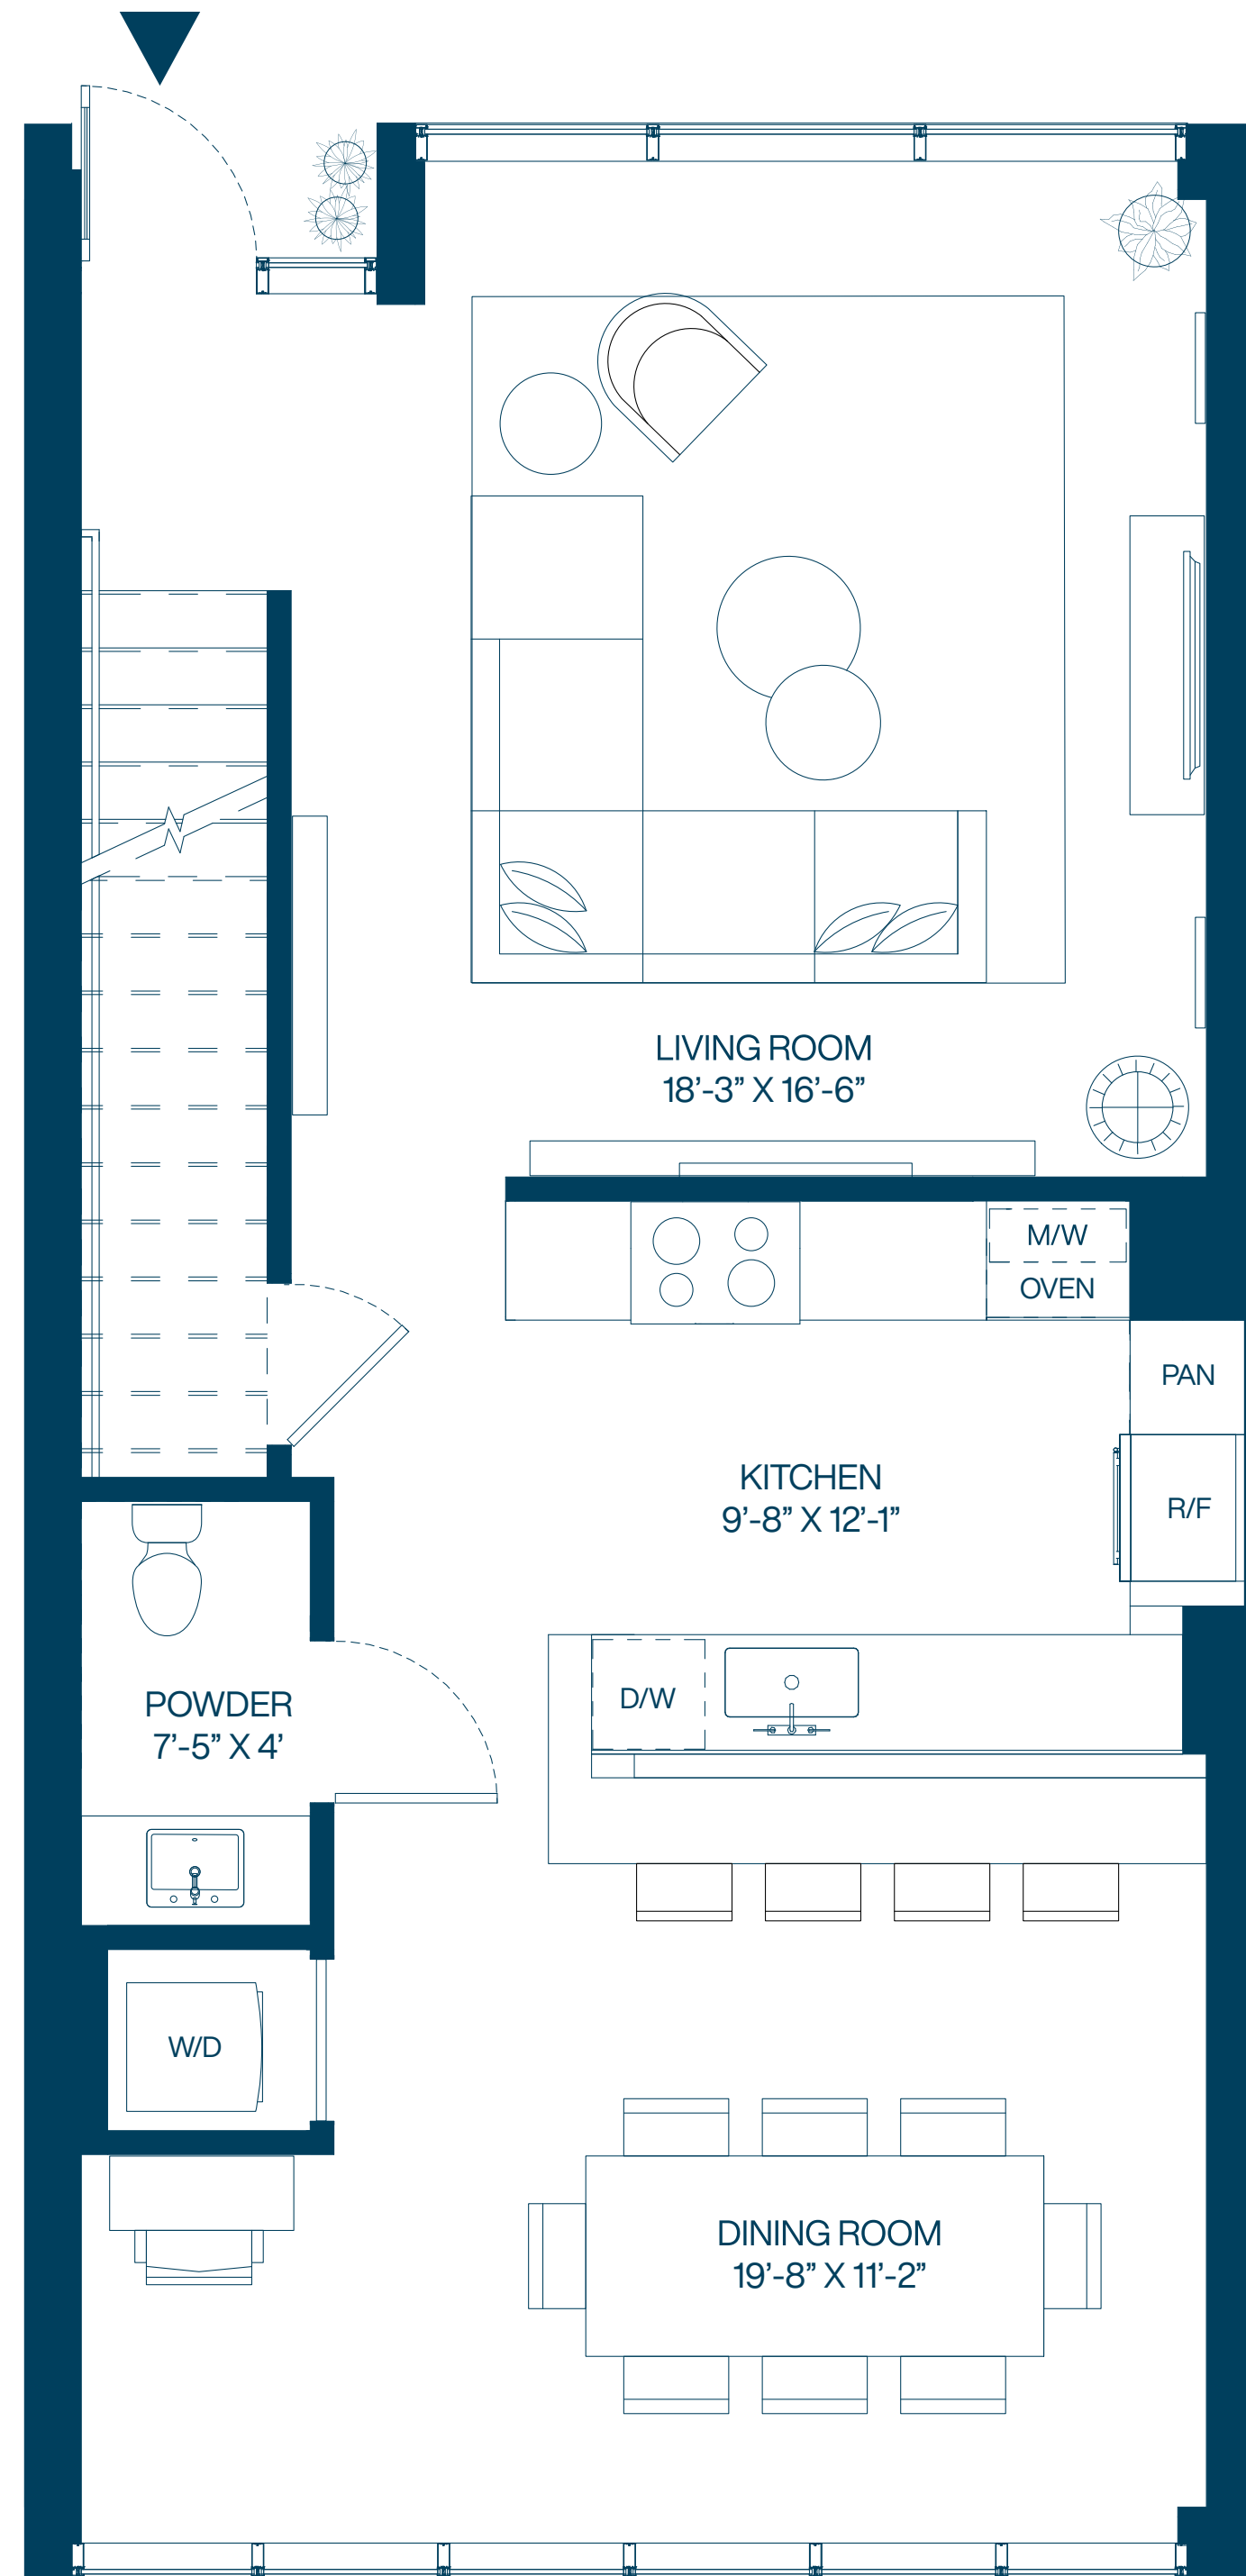 LIVING ROOM
18’-3” X 16’-6”
M/W
OVEN
PAN
KITCHEN
9’-8” X 12’-1”
R/F
D/W
POWDER
7’-5” X 4’
W/D
DINING ROOM
19’-8” X 11’-2”